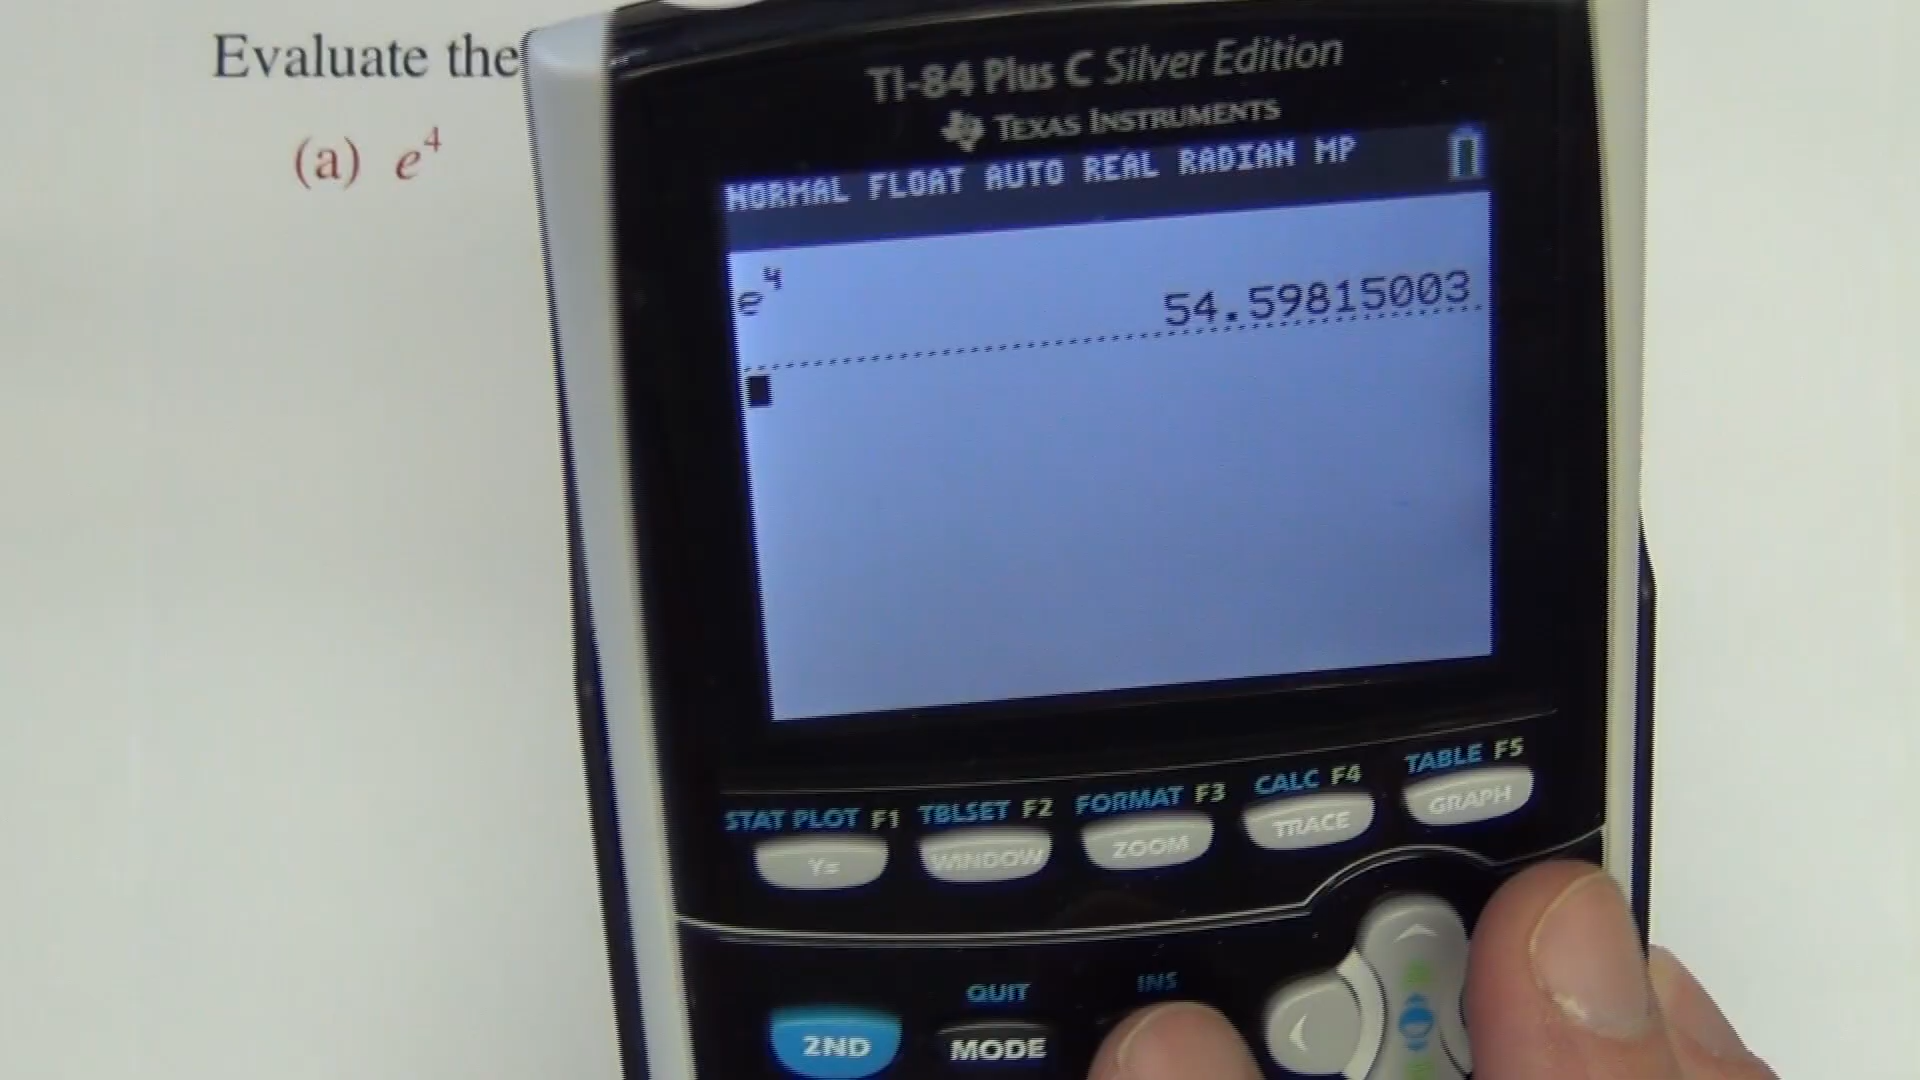 Evaluate the
(a) e⁴
TI-84 Plus C Silver Edition
TEXAS INSTRUMENTS
NORMAL FLOAT AUTO REAL RADIAN MP
e⁴
54.59815003
STAT PLOT F1 TBLSET F2 FORMAT F3 CALC F4 TABLE F5
Y= WINDOW ZOOM TRACE GRAPH
QUIT INS
2ND MODE